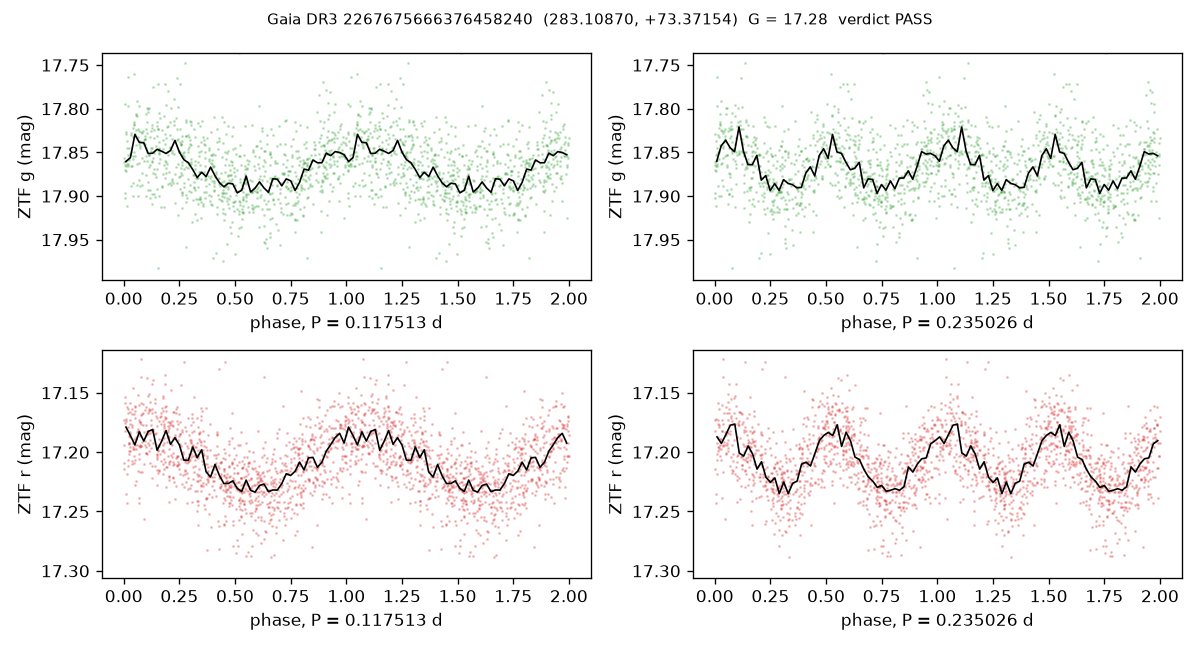 Gaia DR3 2267675666376458240 (283.10870, +73.37154) G = 17.28 verdict PASS
ZTF g (mag)
17.75
17.80
17.85
17.90
17.95
0.00 0.25 0.50 0.75 1.00 1.25 1.50 1.75 2.00
phase, P = 0.117513 d
ZTF g (mag)
17.75
17.80
17.85
17.90
17.95
0.00 0.25 0.50 0.75 1.00 1.25 1.50 1.75 2.00
phase, P = 0.235026 d
ZTF r (mag)
17.15
17.20
17.25
17.30
0.00 0.25 0.50 0.75 1.00 1.25 1.50 1.75 2.00
phase, P = 0.117513 d
ZTF r (mag)
17.15
17.20
17.25
17.30
0.00 0.25 0.50 0.75 1.00 1.25 1.50 1.75 2.00
phase, P = 0.235026 d